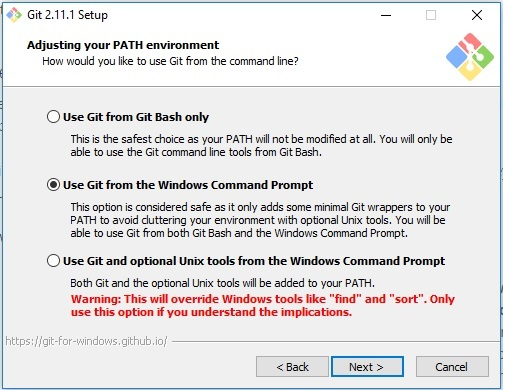 Git 2.11.1 Setup
Adjusting your PATH environment
How would you like to use Git from the command line?
Use Git from Git Bash only
This is the safest choice as your PATH will not be modified at all. You will only be
able to use the Git command line tools from Git Bash.
Use Git from the Windows Command Prompt
This option is considered safe as it only adds some minimal Git wrappers to your
PATH to avoid cluttering your environment with optional Unix tools. You will be
able to use Git from both Git Bash and the Windows Command Prompt.
Use Git and optional Unix tools from the Windows Command Prompt
Both Git and the optional Unix tools will be added to your PATH.
Warning: This will override Windows tools like "find" and "sort". Only
use this option if you understand the implications.
https://git-for-windows.github.io/
< Back Next > Cancel